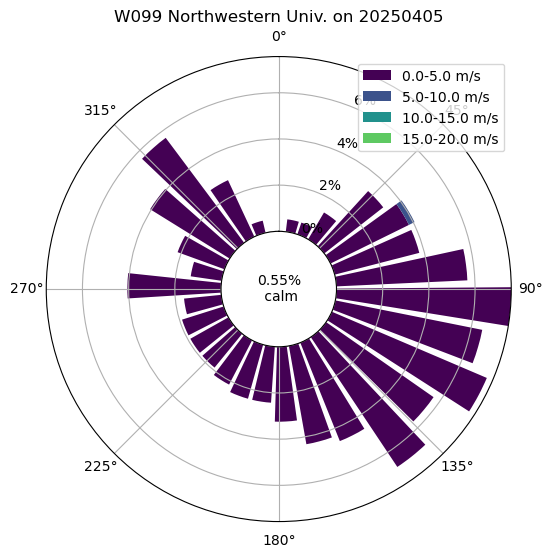 W099 Northwestern Univ. on 20250405
0°
0.0-5.0 m/s
5.0-10.0 m/s
10.0-15.0 m/s
15.0-20.0 m/s
6%
45°
315°
4%
2%
0%
270°
0.55%
calm
90°
225°
135°
180°